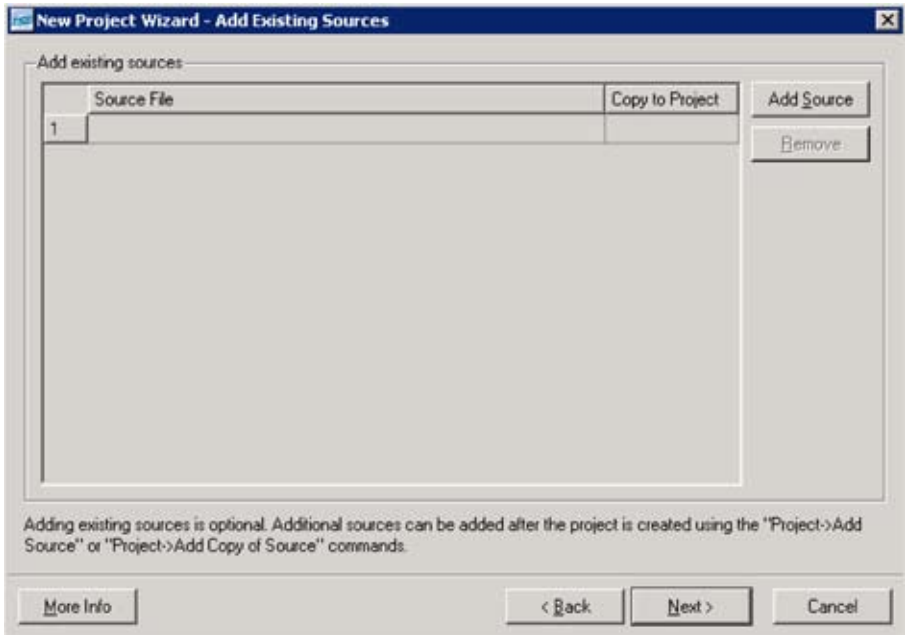 New Project Wizard - Add Existing Sources
Add existing sources
Source File
Copy to Project
Add Source
1
Remove
Adding existing sources is optional. Additional sources can be added after the project is created using the "Project->Add
Source" or "Project->Add Copy of Source" commands.
More Info
< Back
Next >
Cancel